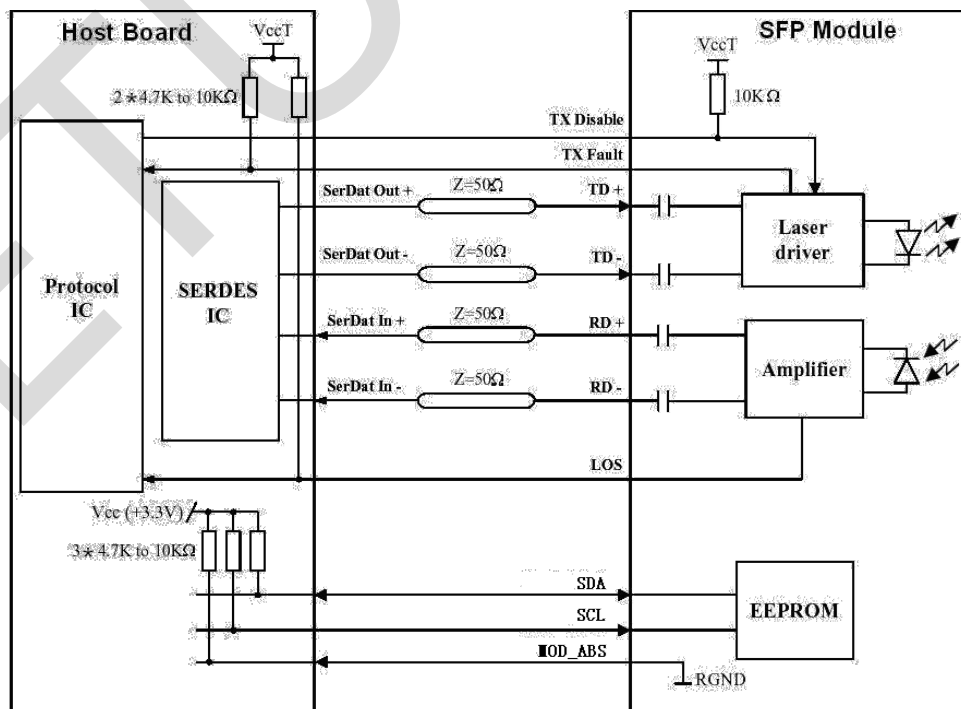 Host Board
SFP Module
VccT
VccT
2*4.7K to 10KΩ
10KΩ
TX Disable
TX Fault
SerDat Out +
Z=50Ω
TD +
Laser driver
SerDat Out -
Z=50Ω
TD -
Protocol IC
SERDES IC
SerDat In +
Z=50Ω
RD +
Amplifier
SerDat In -
Z=50Ω
RD -
LOS
Vcc (+3.3V)
3*4.7K to 10KΩ
SDA
EEPROM
SCL
MOD_ABS
RGND